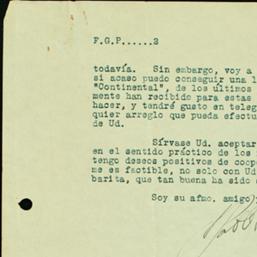 F.G.P......3
todavía. Sin embargo, voy a
si acaso puedo conseguir una l
"Continental", de los últimos
mente han recibido para estas
hacer, y tendré gusto en teleg
quier arreglo que pueda efectu
de Ud.
Sírvase Ud. aceptar
en el sentido práctico de los
tengo deseos positivos de coope
me es factible, no solo con Ud
barita, que tan buena ha sido
Soy su afmo. amigo